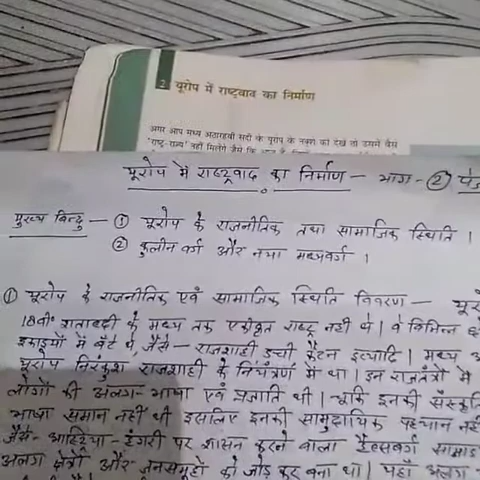 2 यूरोप में राष्ट्रवाद का निर्माण
अगर आप मध्य अठारहवीं सदी के यूरोप के नक्शे को देखें तो उसमें वैसे
'राष्ट्र-राज्य' नहीं मिलेंगे जैसे कि आज हैं
यूरोप में राष्ट्रवाद का निर्माण — भाग - ②
मुख्य बिन्दु — ① यूरोप के राजनीतिक तथा सामाजिक स्थिति ।
② कुलीन वर्ग और नया मध्यवर्ग ।
① यूरोप के राजनीतिक एवं सामाजिक स्थिति विवरण —
18वीं शताब्दी के मध्य तक एकीकृत राष्ट्र नहीं थे । वे विभिन्न
इकाइयों में बँटे थे, जैसे — राजशाही डची कैंटन इत्यादि । मध्य
यूरोप निरंकुश राजशाही के नियंत्रण में था । इन राजतंत्रो में
लोगों की अलग- भाषा एवं प्रजाति थी । चूंकि इनकी
भाषा समान नहीं थी इसलिए इनकी सामुदायिक पहचान नहीं
जैसे- आस्ट्रिया - हंगरी पर शासन करने वाला हैब्सबर्ग
अलग क्षेत्रों और जनसमूहों को जोड़ कर बना था । यहाँ अलग -